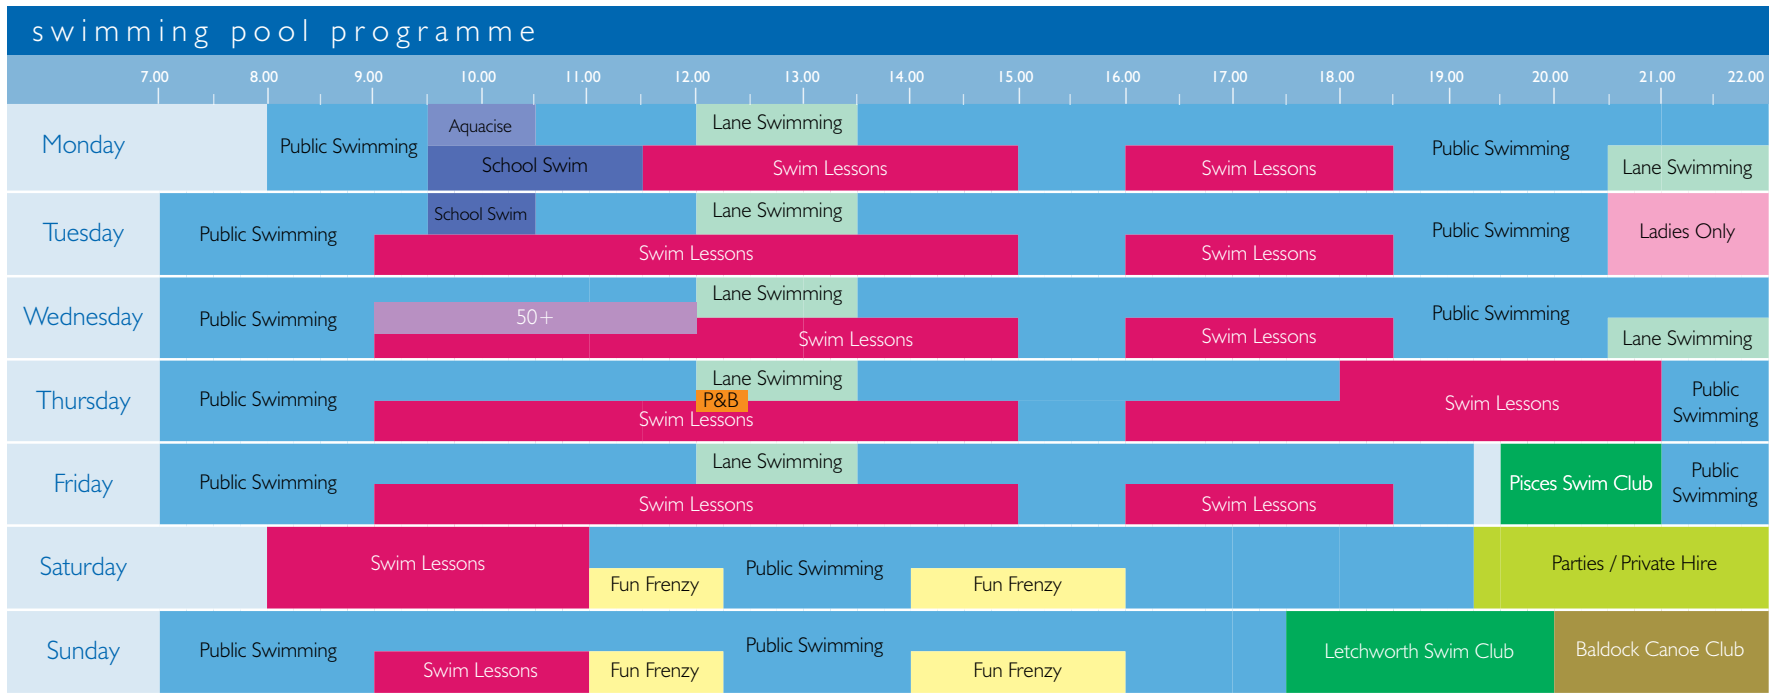 swimming pool programme
7.00 8.00 9.00 10.00 11.00 12.00 13.00 14.00 15.00 16.00 17.00 18.00 19.00 20.00 21.00 22.00
Monday
Public Swimming
Aquacise
School Swim
Lane Swimming
Swim Lessons
Swim Lessons
Public Swimming
Lane Swimming
Tuesday
Public Swimming
School Swim
Swim Lessons
Lane Swimming
Swim Lessons
Public Swimming
Ladies Only
Wednesday
Public Swimming
50+
Lane Swimming
Swim Lessons
Swim Lessons
Public Swimming
Lane Swimming
Thursday
Public Swimming
Lane Swimming
P&B
Swim Lessons
Swim Lessons
Public
Swimming
Friday
Public Swimming
Lane Swimming
Swim Lessons
Swim Lessons
Pisces Swim Club
Public
Swimming
Saturday
Swim Lessons
Fun Frenzy
Public Swimming
Fun Frenzy
Parties / Private Hire
Sunday
Public Swimming
Swim Lessons
Fun Frenzy
Public Swimming
Fun Frenzy
Letchworth Swim Club
Baldock Canoe Club